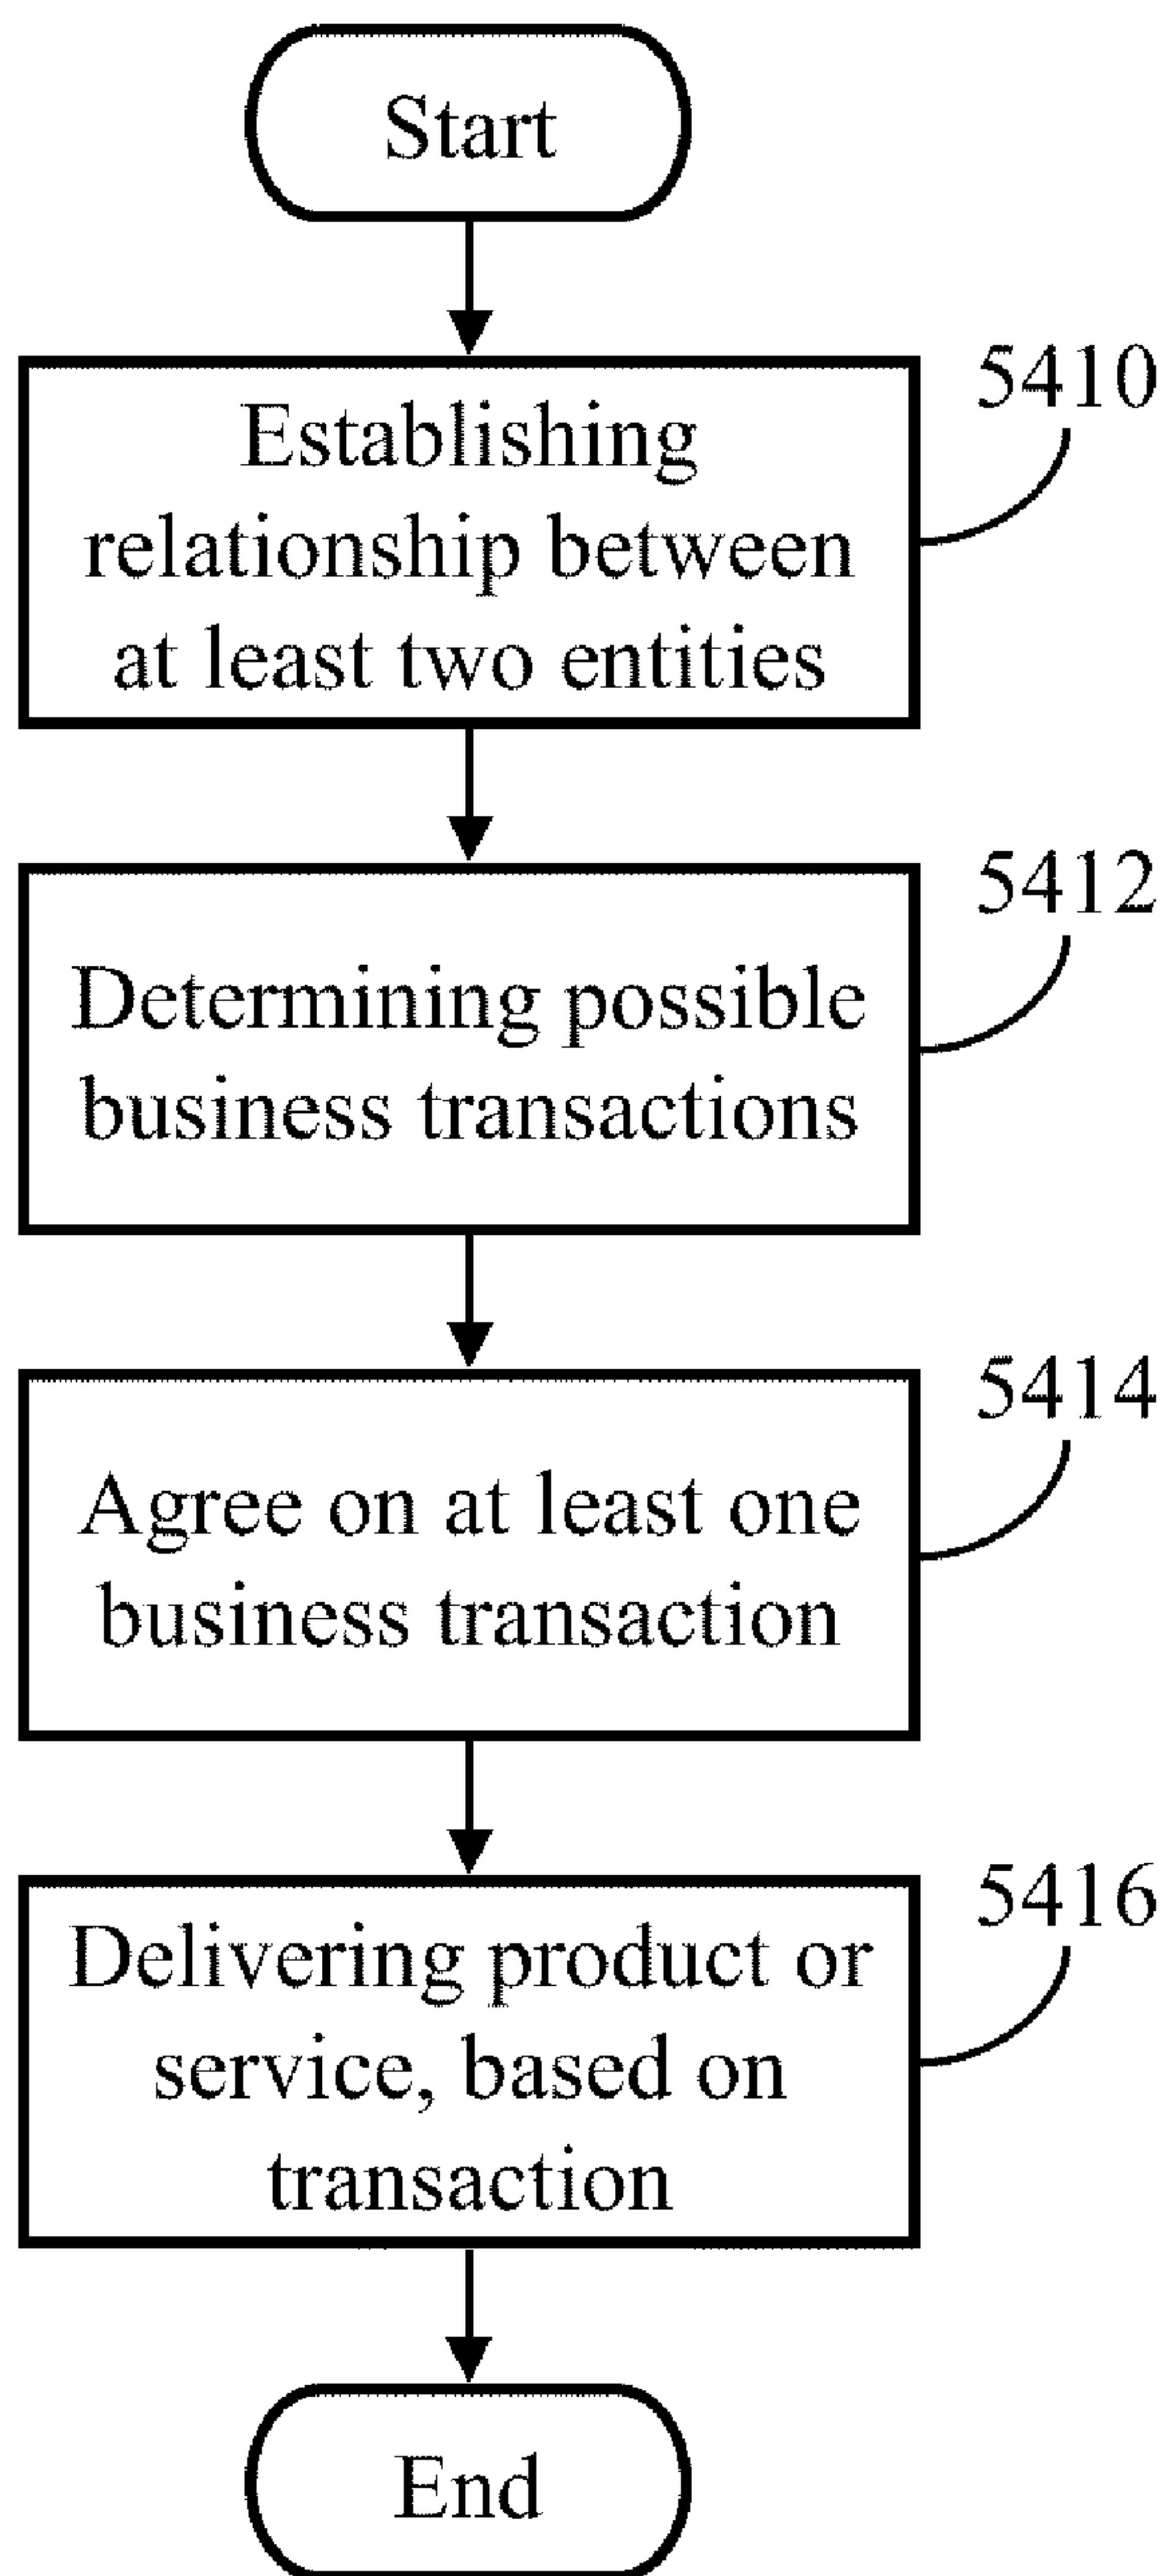 Start
5410
Establishing
relationship between
at least two entities
5412
Determining possible
business transactions
5414
Agree on at least one
business transaction
5416
Delivering product or
service, based on
transaction
End